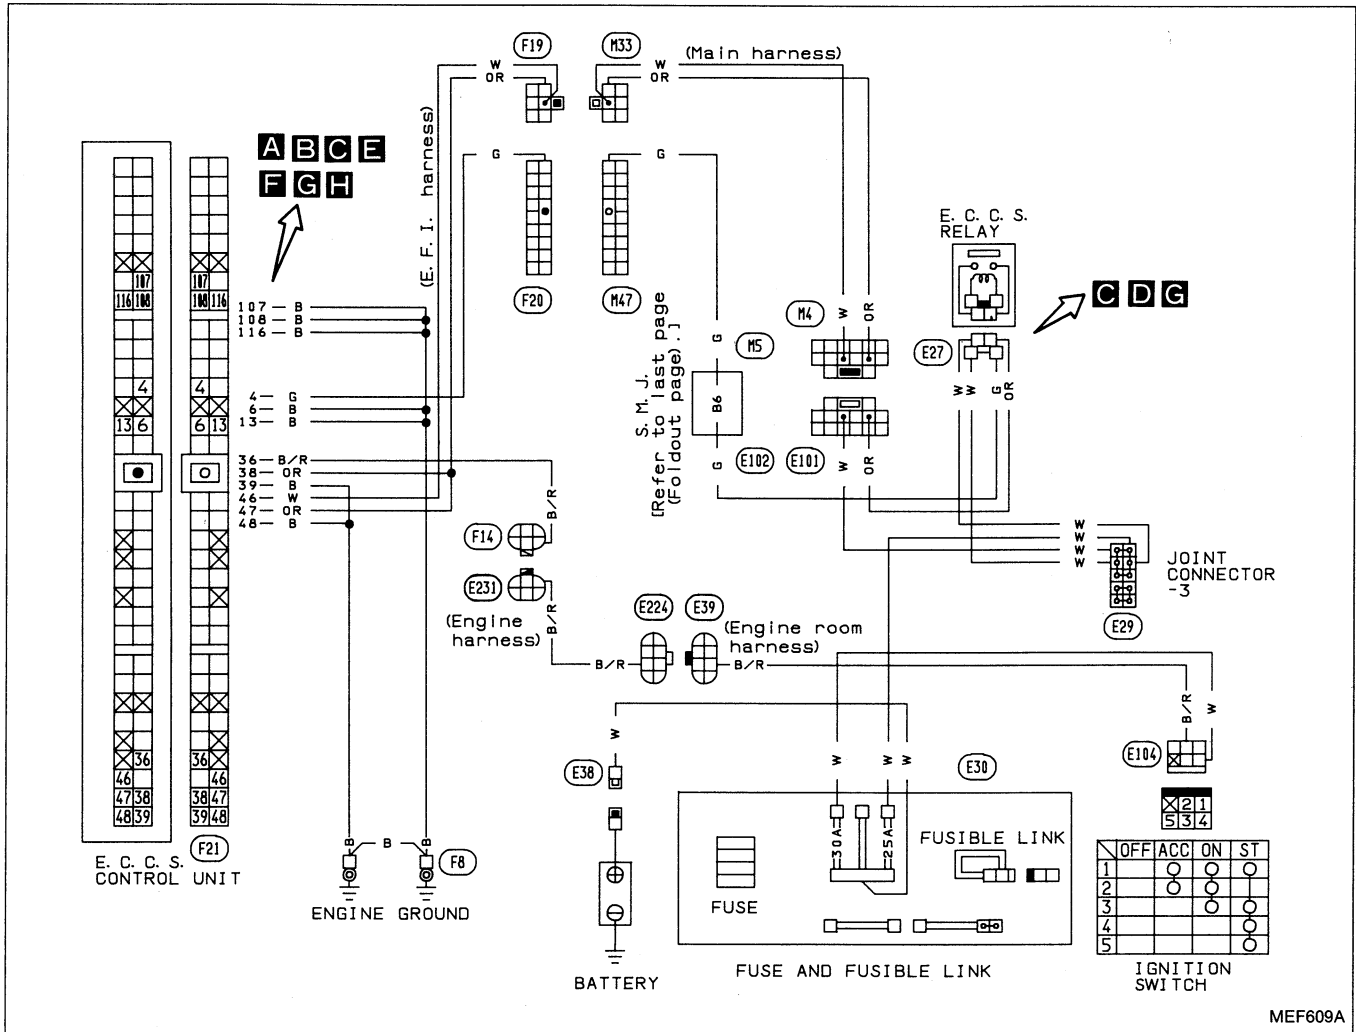 F19
M33
(Main harness)
W
OR
W
OR
(E. F. I. harness)
A B C E
F G H
G
G
E. C. C. S.
RELAY
107
116 108
107
108 116
107 — B
108 — B
116 — B
F20
M47
M4
W
OR
C D G
E27
M5
G
S. M. J.
[Refer to last page
(Foldout page).]
B6
W
W
G
OR
4
13 6
4
6 13
4 — G
6 — B
13 — B
G
E102
E101
W
OR
36 — B/R
38 — OR
39 — B
46 — W
47 — OR
48 — B
B/R
F14
E231
(Engine
harness)
B/R
W
W
W
W
JOINT
CONNECTOR
-3
E29
E224
E39
(Engine room
harness)
B/R
B/R
B/R
W
E104
W
E38
W
W
W
E30
36
46
47 38
48 39
36
46
38 47
39 48
F21
E. C. C. S.
CONTROL UNIT
B
B
B
F8
ENGINE GROUND
BATTERY
30A
25A
FUSIBLE LINK
FUSE
FUSE AND FUSIBLE LINK
2 1
5 3 4
OFF ACC ON ST
1
2
3
4
5
IGNITION
SWITCH
MEF609A